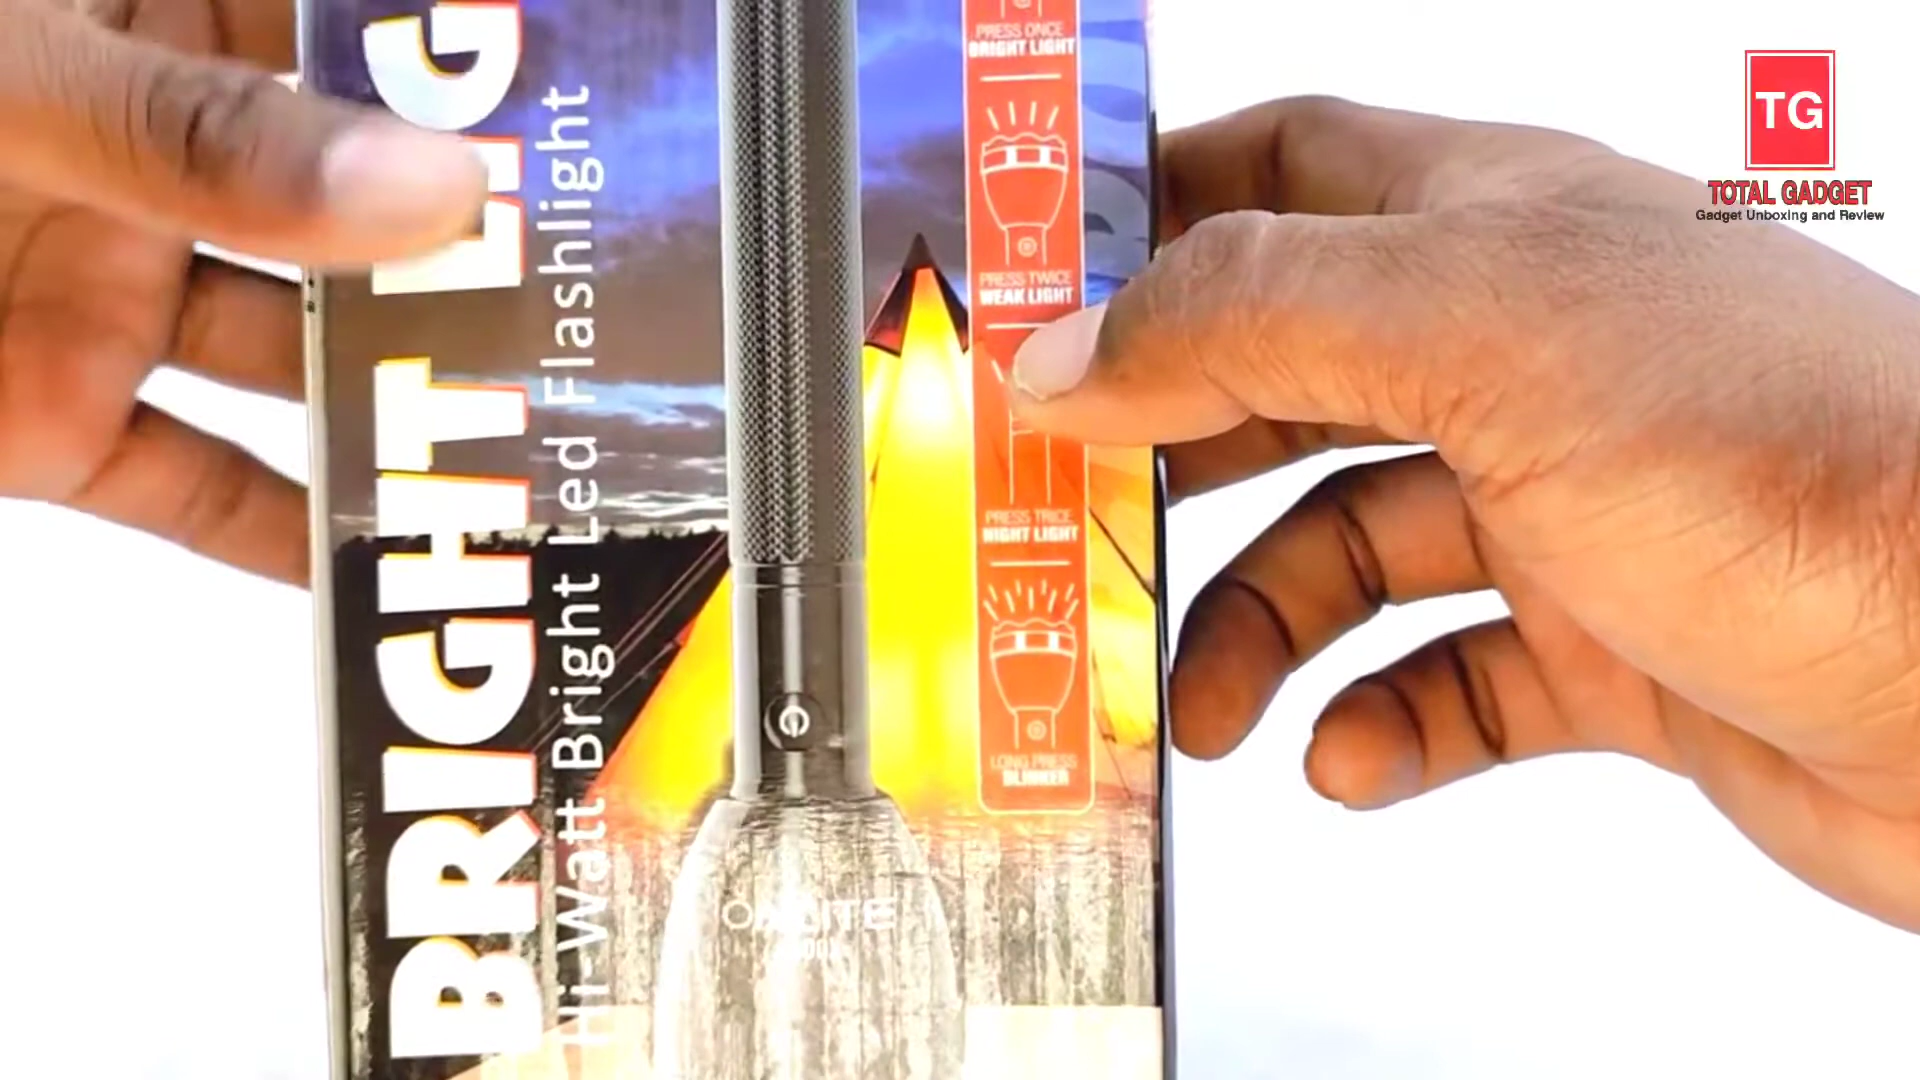 BRIGHT LIG
Hi-Watt Bright Led Flashlight
PRESS ONCE
BRIGHT LIGHT
PRESS TWICE
WEAK LIGHT
PRESS TRICE
NIGHT LIGHT
LONG PRESS
BLINKER
TG
TOTAL GADGET
Gadget Unboxing and Review